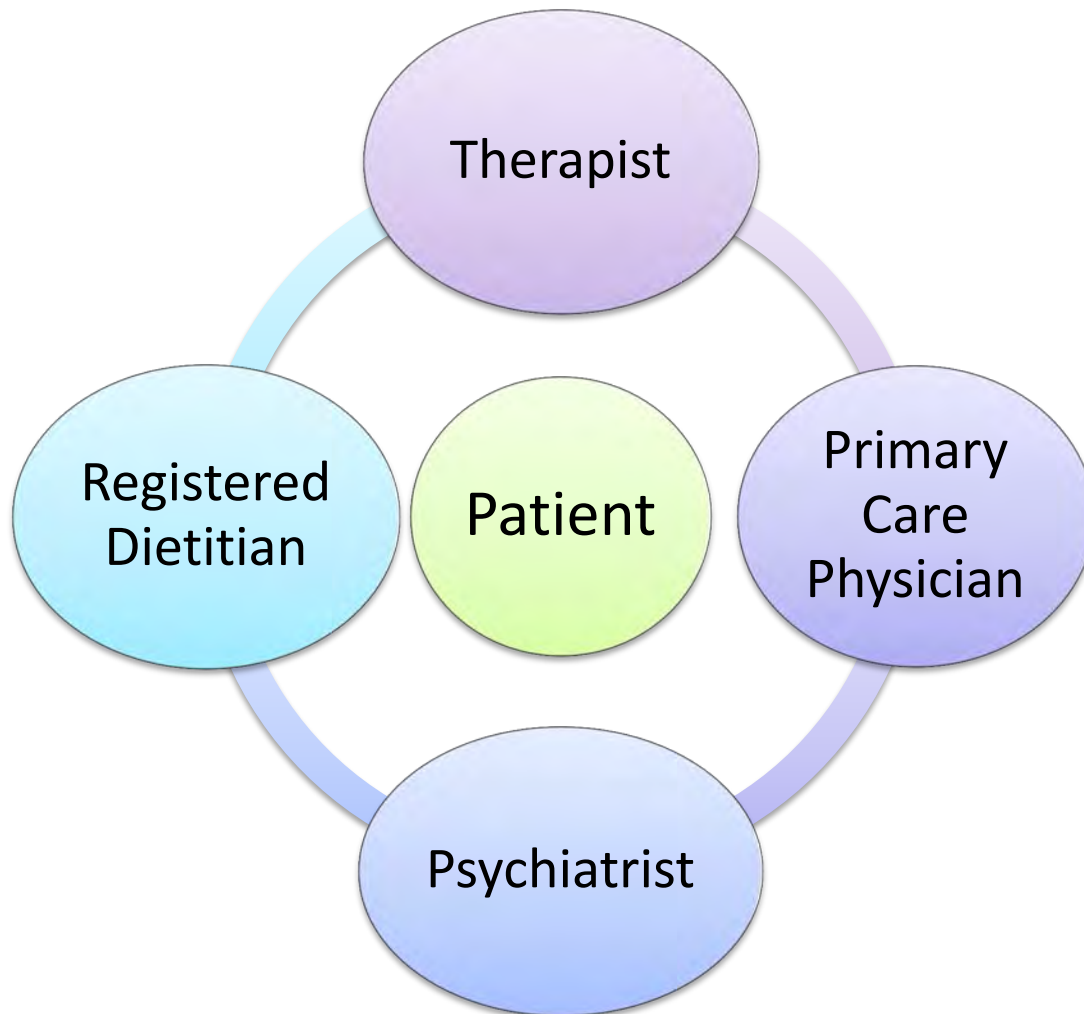 Therapist
Registered
Dietitian
Patient
Primary
Care
Physician
Psychiatrist